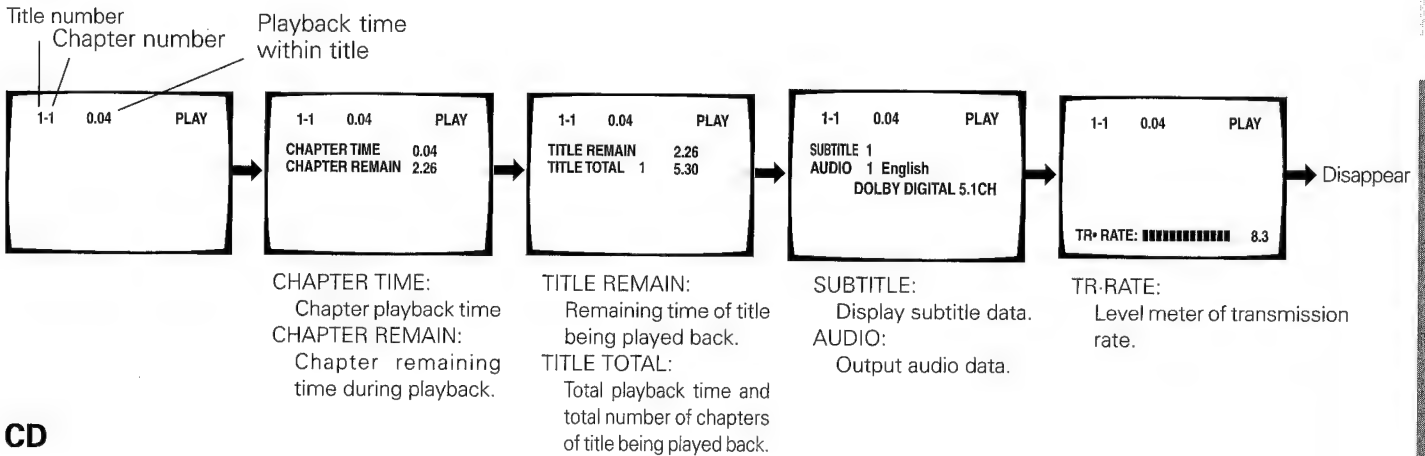 Title number
Chapter number
Playback time
within title
1-1 0.04 PLAY
1-1 0.04 PLAY
CHAPTER TIME 0.04
CHAPTER REMAIN 2.26
1-1 0.04 PLAY
TITLE REMAIN 2.26
TITLE TOTAL 1 5.30
1-1 0.04 PLAY
SUBTITLE 1
AUDIO 1 English
DOLBY DIGITAL 5.1CH
1-1 0.04 PLAY
TR• RATE: 8.3
Disappear
CHAPTER TIME:
Chapter playback time
CHAPTER REMAIN:
Chapter remaining
time during playback.
TITLE REMAIN:
Remaining time of title
being played back.
TITLE TOTAL:
Total playback time and
total number of chapters
of title being played back.
SUBTITLE:
Display subtitle data.
AUDIO:
Output audio data.
TR·RATE:
Level meter of transmission
rate.
CD